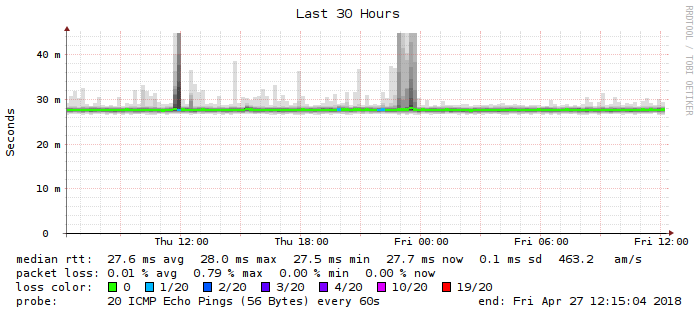 Last 30 Hours
RRDTOOL / TOBI OETIKER
Seconds
40 m
30 m
20 m
10 m
0
Thu 12:00 Thu 18:00 Fri 00:00 Fri 06:00 Fri 12:00
median rtt: 27.6 ms avg 28.0 ms max 27.5 ms min 27.7 ms now 0.1 ms sd 463.2 am/s
packet loss: 0.01 % avg 0.79 % max 0.00 % min 0.00 % now
loss color: 0 1/20 2/20 3/20 4/20 10/20 19/20
probe: 20 ICMP Echo Pings (56 Bytes) every 60s end: Fri Apr 27 12:15:04 2018